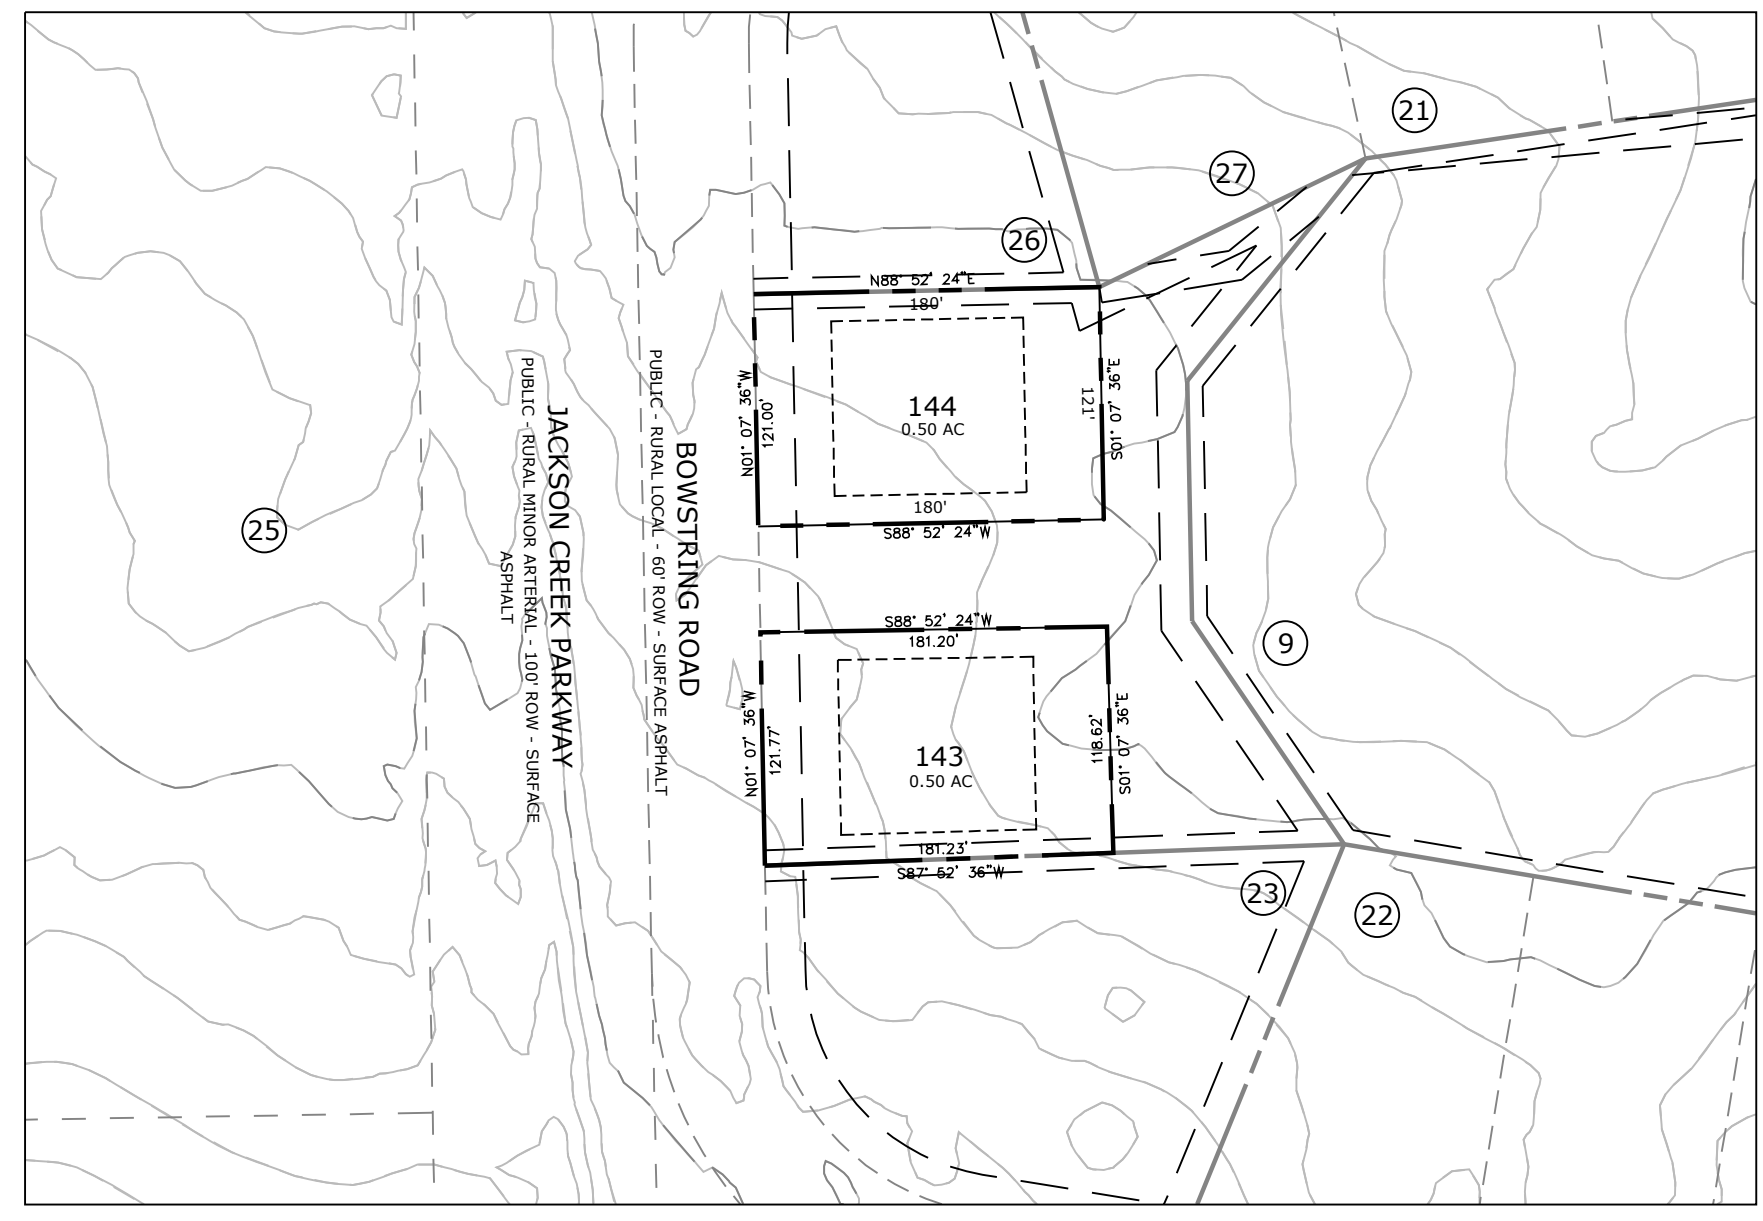 21
27
26
N88° 52' 24"E
180'
N01° 07' 36"W
121.00'
144
0.50 AC
121'
S01° 07' 36"E
180'
S88° 52' 24"W
25
JACKSON CREEK PARKWAY
PUBLIC - RURAL MINOR ARTERIAL - 100' ROW - SURFACE
ASPHALT
BOWSTRING ROAD
PUBLIC - RURAL LOCAL - 60' ROW - SURFACE ASPHALT
S88° 52' 24"W
181.20'
9
N01° 07' 36"W
121.77'
143
0.50 AC
118.62'
S01° 07' 36"E
181.23'
S87° 52' 36"W
23
22